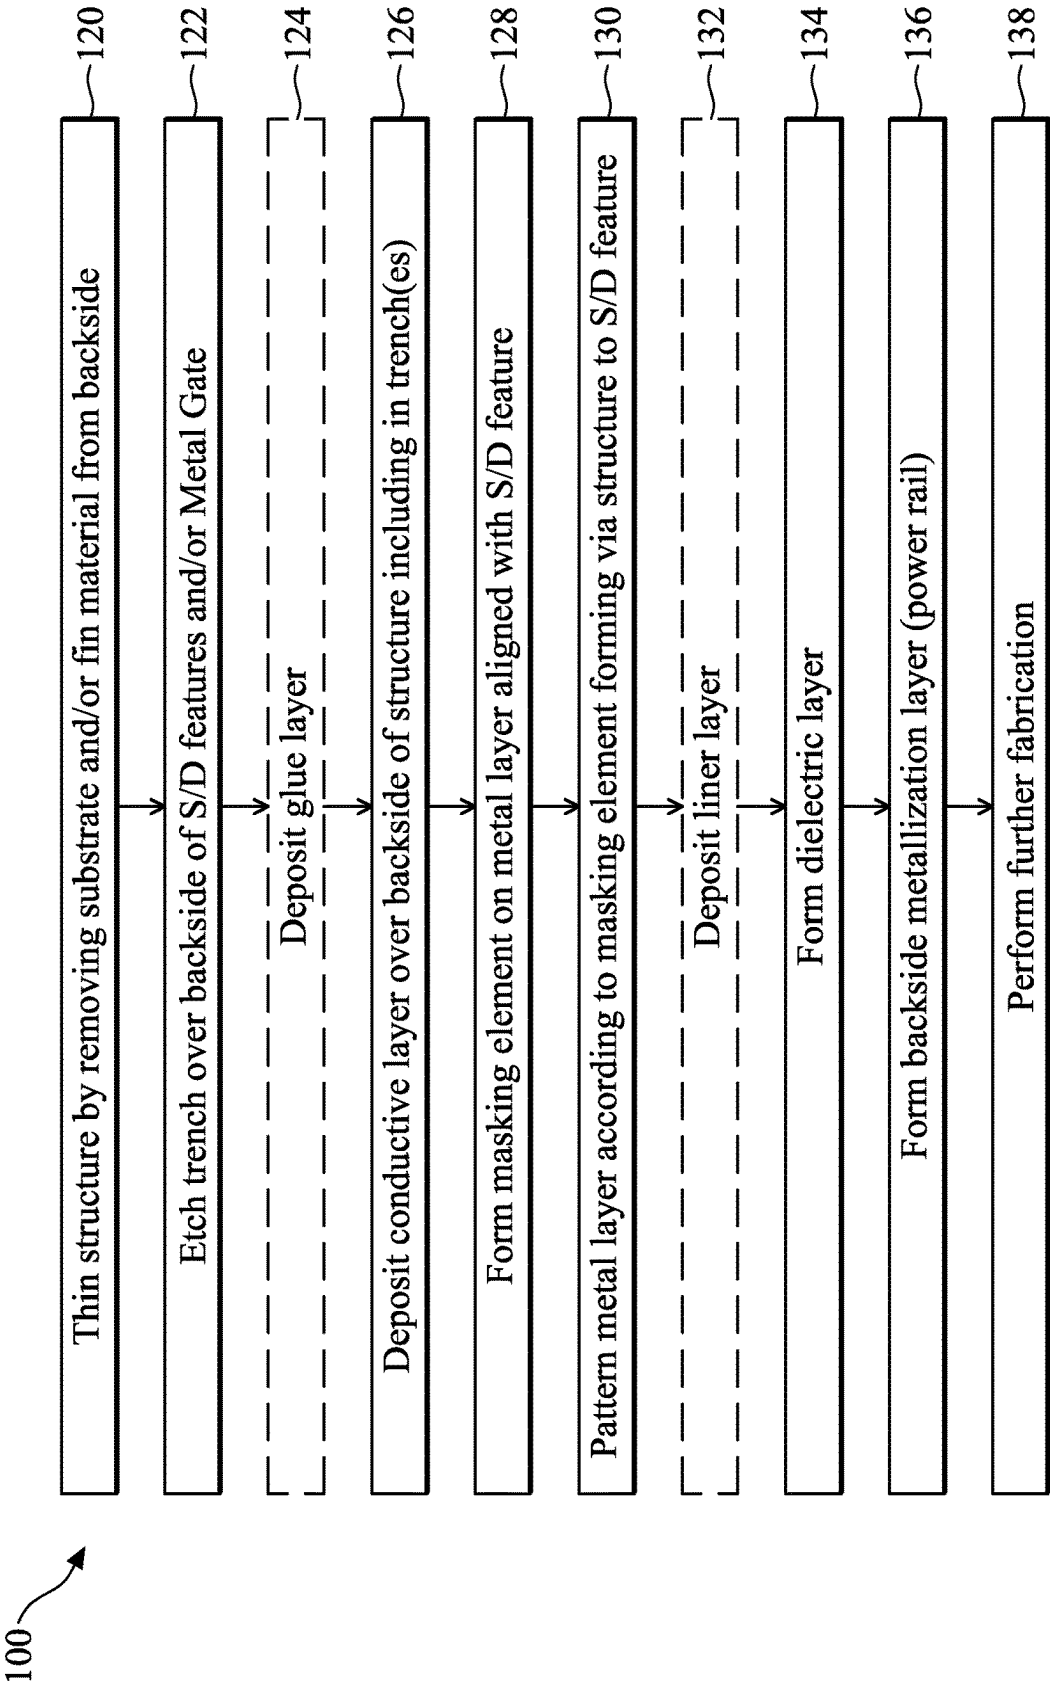 100
Thin structure by removing substrate and/or fin material from backside
120
Etch trench over backside of S/D features and/or Metal Gate
122
Deposit glue layer
124
Deposit conductive layer over backside of structure including in trench(es)
126
Form masking element on metal layer aligned with S/D feature
128
Pattern metal layer according to masking element forming via structure to S/D feature
130
Deposit liner layer
132
Form dielectric layer
134
Form backside metallization layer (power rail)
136
Perform further fabrication
138